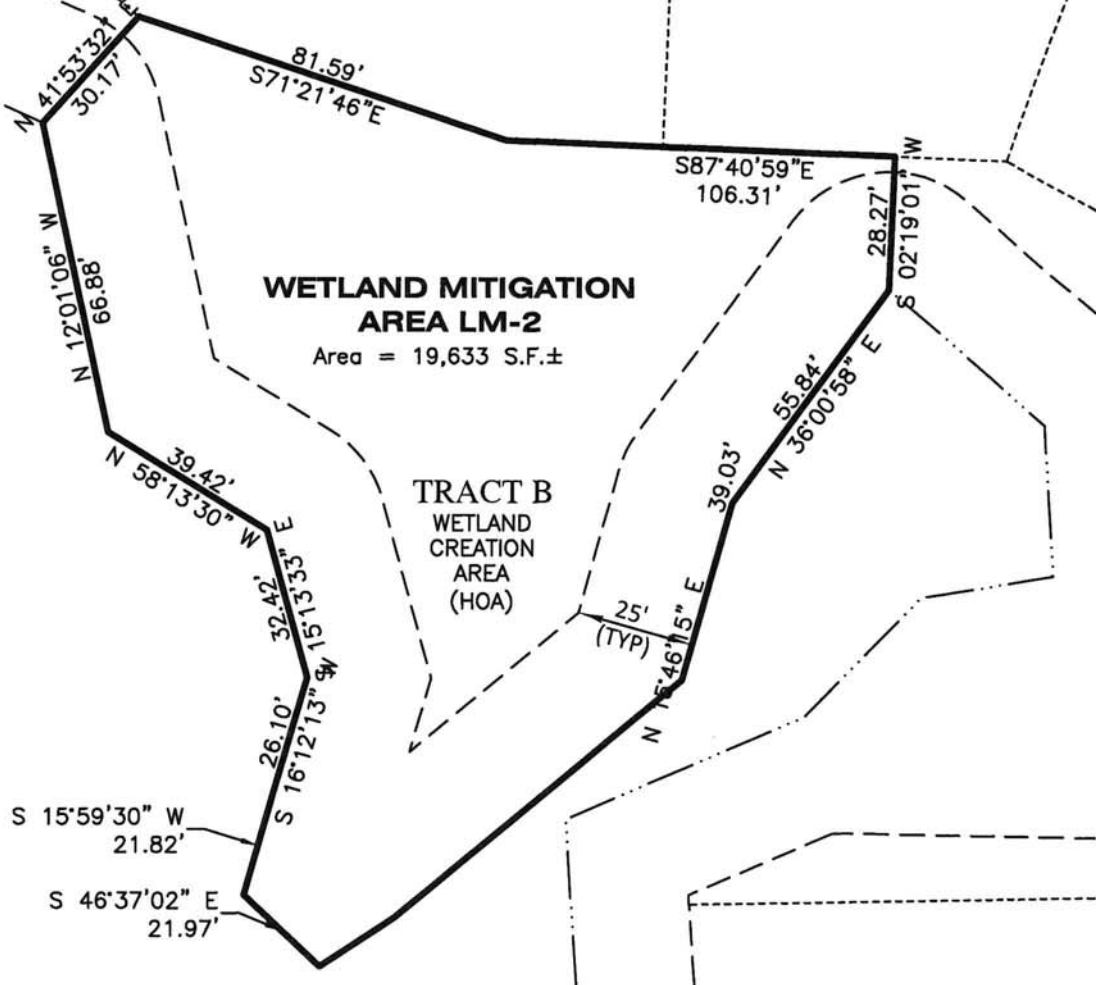 N 41°53'32" E
30.17'
81.59'
S71°21'46"E
S87°40'59"E
106.31'
28.27'
S 02°19'01" W
N 12°01'06" W
66.88'
WETLAND MITIGATION
AREA LM-2
Area = 19,633 S.F.±
55.84'
N 36°00'58" E
39.42'
N 58°13'30" W
39.03'
N 15°46'15" E
TRACT B
WETLAND
CREATION
AREA
(HOA)
25'
(TYP)
32.42'
S 15°13'33" E
26.10'
S 16°12'13" W
S 15°59'30" W
21.82'
S 46°37'02" E
21.97'